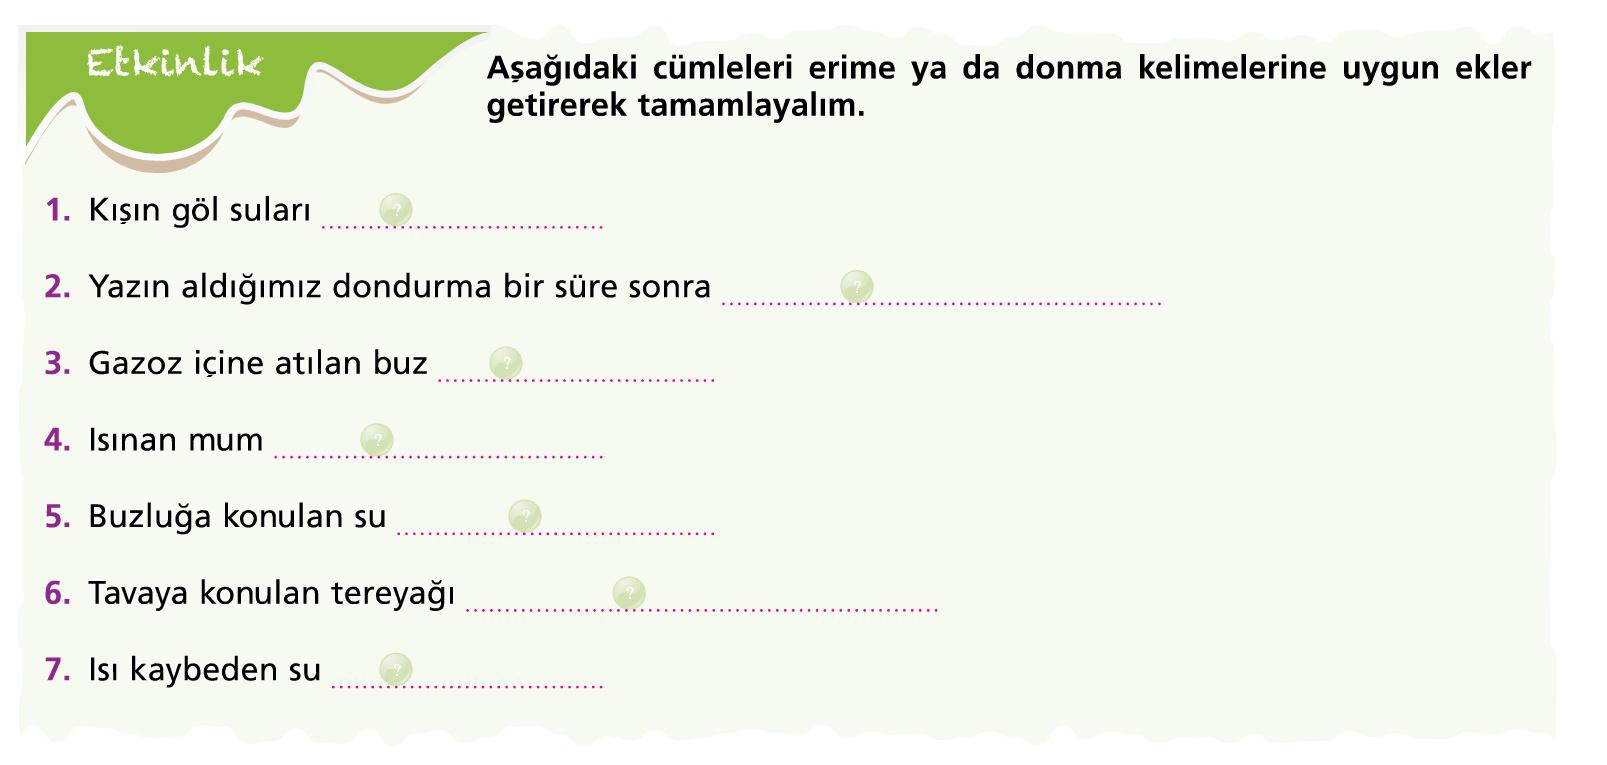 Etkinlik
Aşağıdaki cümleleri erime ya da donma kelimelerine uygun ekler
getirerek tamamlayalım.
1. Kışın göl suları ..............?..............
2. Yazın aldığımız dondurma bir süre sonra ..............?..............
3. Gazoz içine atılan buz ..............?..............
4. Isınan mum ..............?..............
5. Buzluğa konulan su ..............?..............
6. Tavaya konulan tereyağı ..............?..............
7. Isı kaybeden su ..............?..............